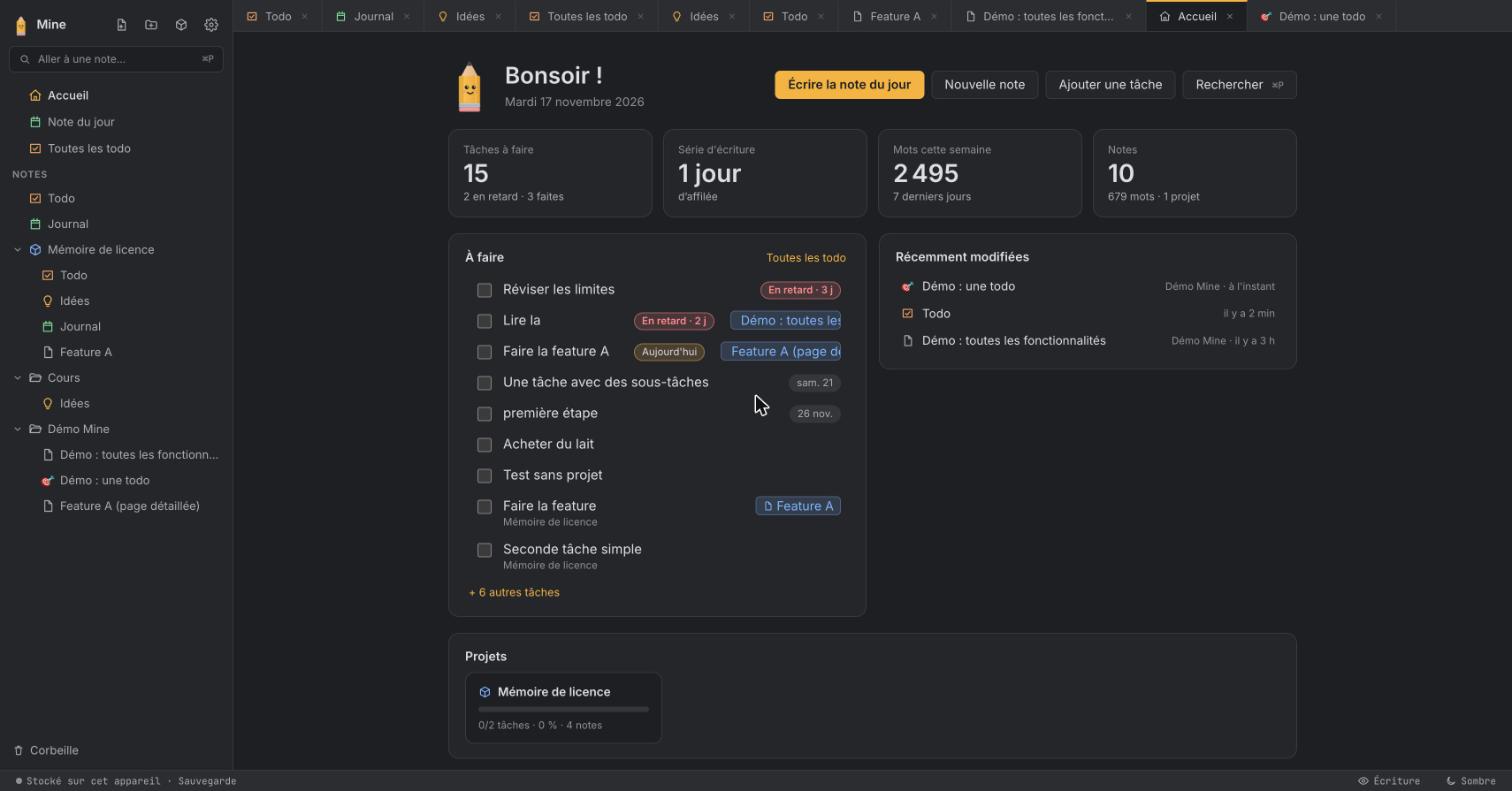 Mine
Aller à une note... ⌘P
Accueil
Note du jour
Toutes les todo
NOTES
Todo
Journal
Mémoire de licence
Todo
Idées
Journal
Feature A
Cours
Idées
Démo Mine
Démo : toutes les fonctionn...
Démo : une todo
Feature A (page détaillée)
Corbeille
Todo × Journal × Idées × Toutes les todo × Idées × Todo × Feature A × Démo : toutes les fonct... × Accueil × Démo : une todo ×
Bonsoir !
Mardi 17 novembre 2026
Écrire la note du jour Nouvelle note Ajouter une tâche Rechercher ⌘P
Tâches à faire
15
2 en retard · 3 faites
Série d'écriture
1 jour
d'affilée
Mots cette semaine
2 495
7 derniers jours
Notes
10
679 mots · 1 projet
À faire Toutes les todo
Réviser les limites En retard · 3 j
Lire la En retard · 2 j Démo : toutes les
Faire la feature A Aujourd'hui Feature A (page dé
Une tâche avec des sous-tâches sam. 21
première étape 26 nov.
Acheter du lait
Test sans projet
Faire la feature Feature A
Mémoire de licence
Seconde tâche simple
Mémoire de licence
+ 6 autres tâches
Récemment modifiées
Démo : une todo Démo Mine · à l'instant
Todo il y a 2 min
Démo : toutes les fonctionnalités Démo Mine · il y a 3 h
Projets
Mémoire de licence
0/2 tâches · 0 % · 4 notes
Stocké sur cet appareil · Sauvegarde
Écriture Sombre